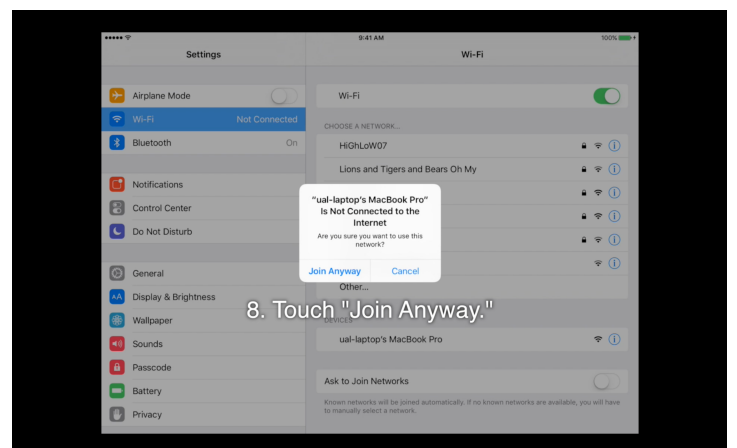 9:41 AM
100%
Settings
Wi-Fi
Airplane Mode
Wi-Fi
Not Connected
Bluetooth
On
Notifications
Control Center
Do Not Disturb
General
Display & Brightness
Wallpaper
Sounds
Passcode
Battery
Privacy
Wi-Fi
CHOOSE A NETWORK...
HiGhLoW07
Lions and Tigers and Bears Oh My
"ual-laptop's MacBook Pro"
Is Not Connected to the
Internet
Are you sure you want to use this
network?
Join Anyway
Cancel
Other...
8. Touch "Join Anyway."
DEVICES
ual-laptop's MacBook Pro
Ask to Join Networks
Known networks will be joined automatically. If no known networks are available, you will have
to manually select a network.